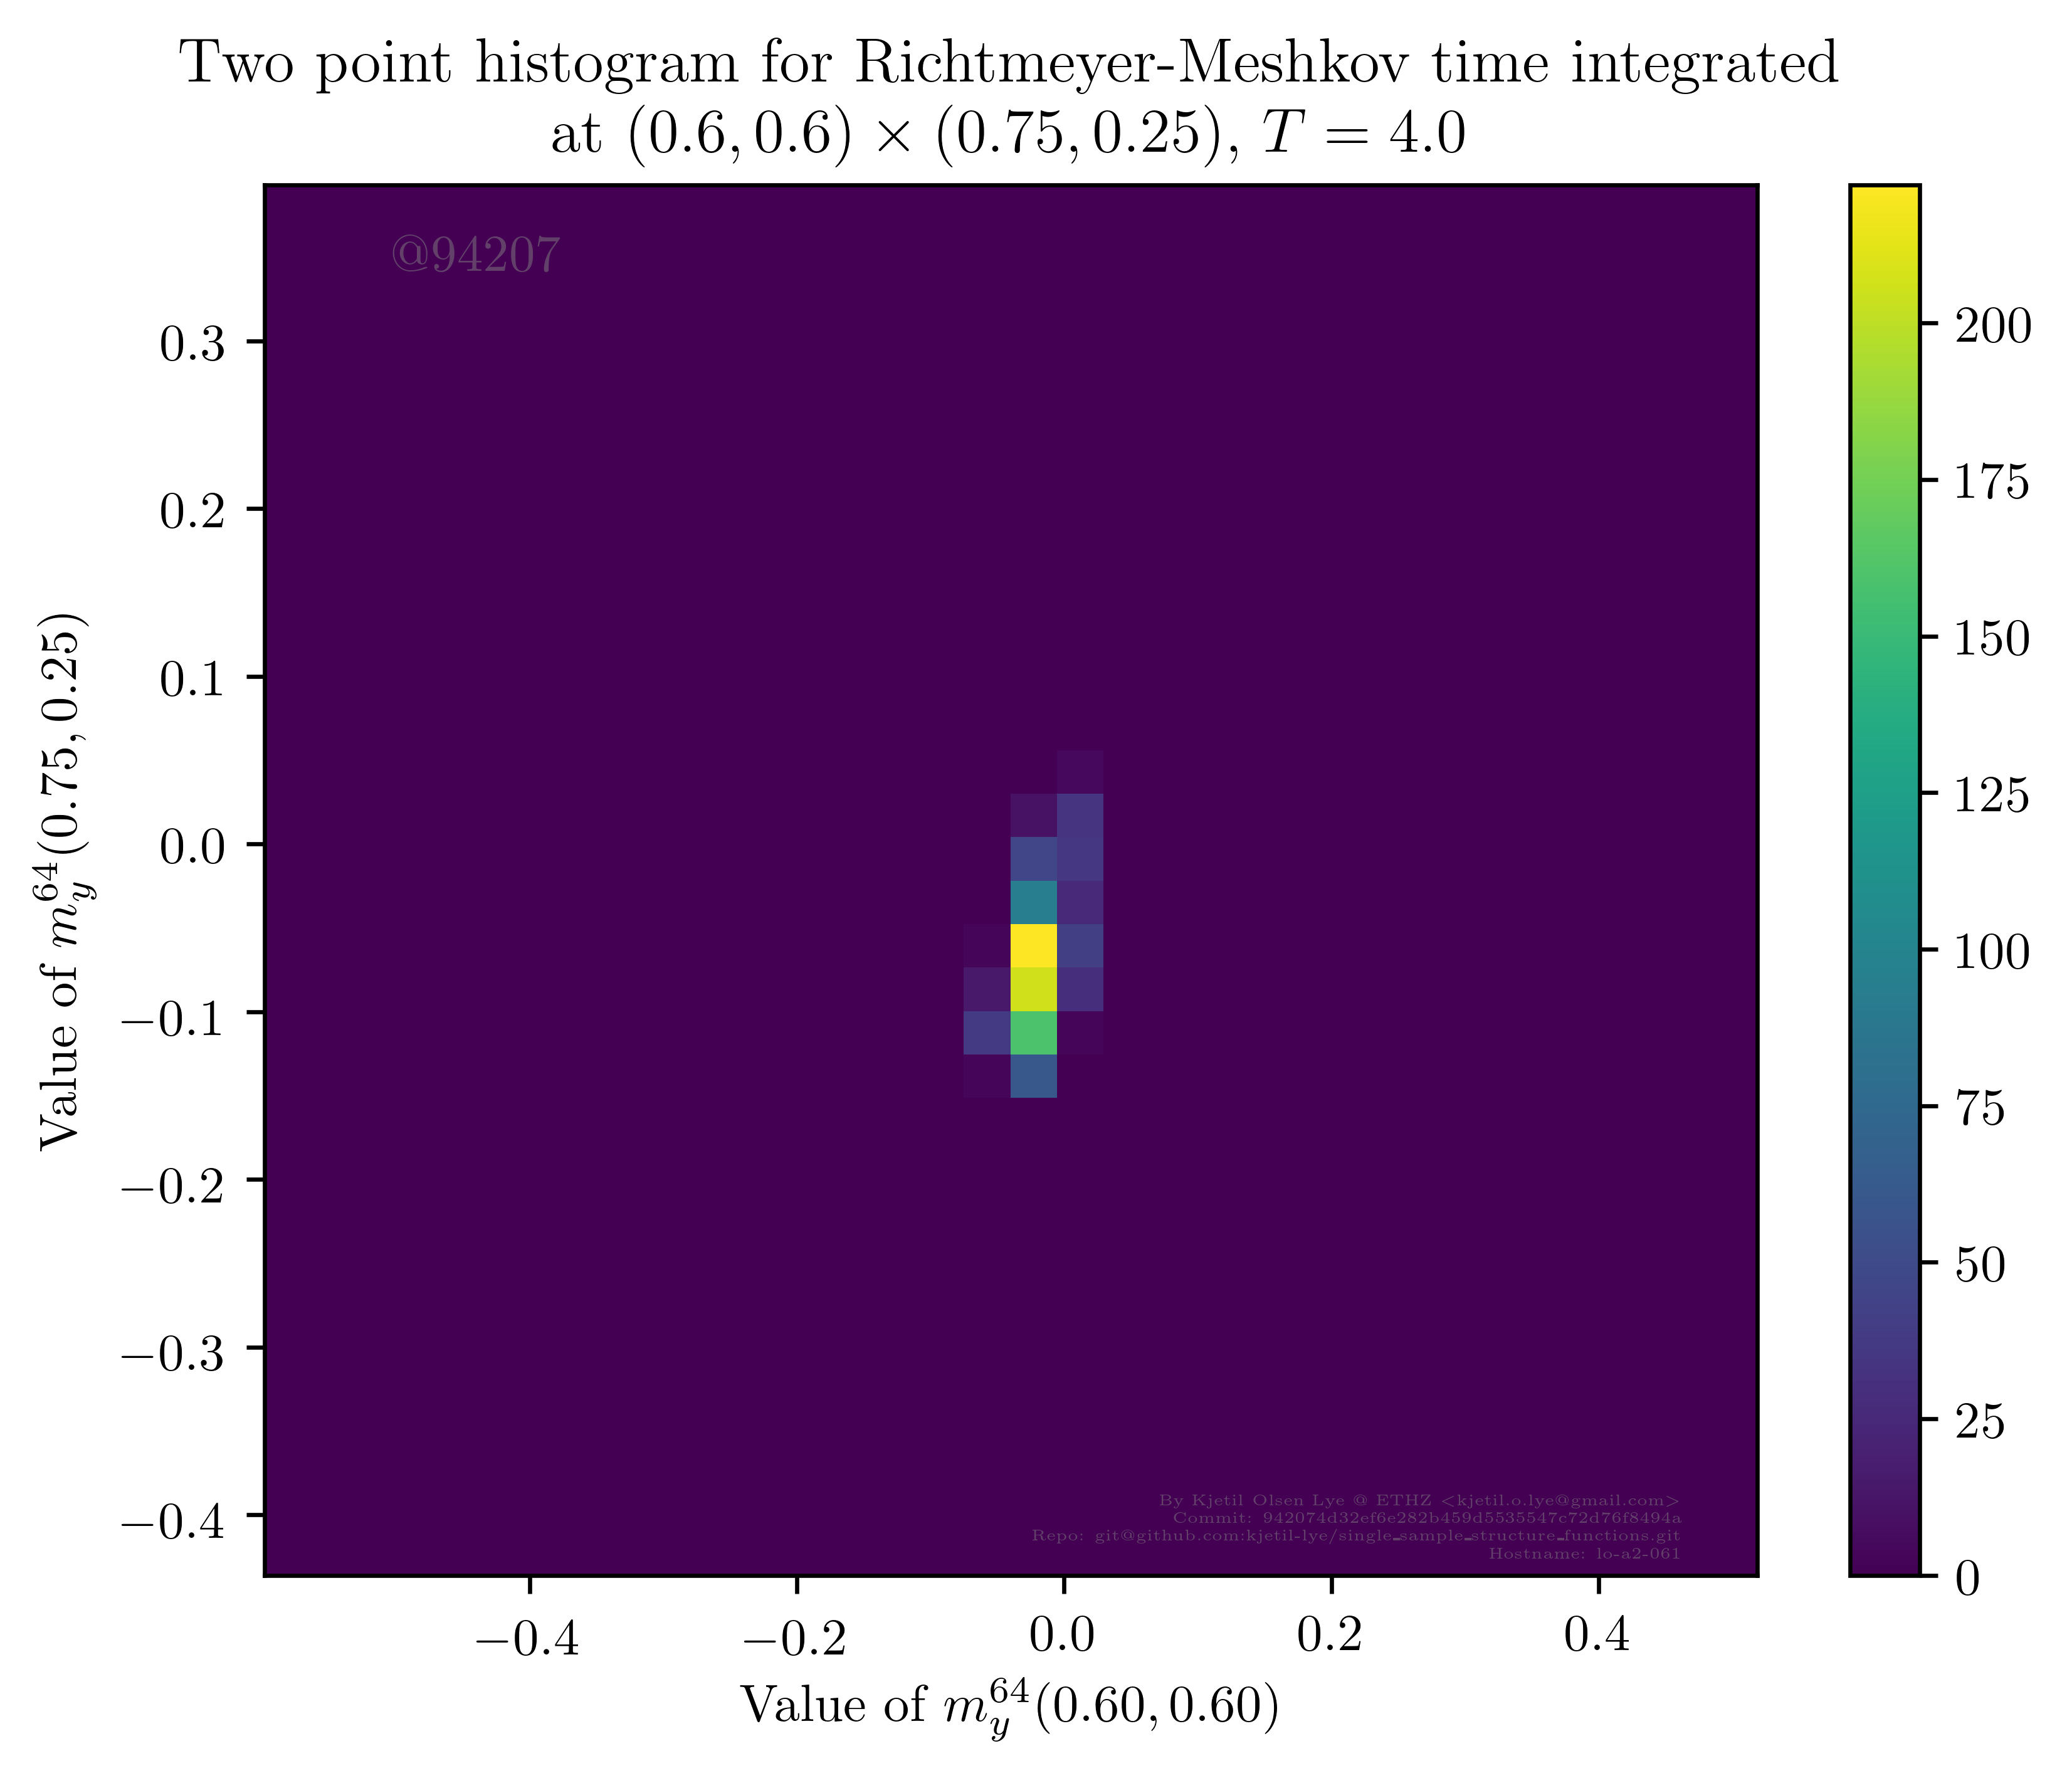 Two point histogram for Richtmeyer-Meshkov time integrated
at (0.6, 0.6) × (0.75, 0.25), T = 4.0
@94207
0.3
0.2
0.1
0.0
−0.1
−0.2
−0.3
−0.4
Value of m_y^64(0.75, 0.25)
−0.4
−0.2
0.0
0.2
0.4
Value of m_y^64(0.60, 0.60)
200
175
150
125
100
75
50
25
0
By Kjetil Olsen Lye @ ETHZ <kjetil.o.lye@gmail.com>
Commit: 942074d32ef6e282b459d5535547c72d76f8494a
Repo: git@github.com:kjetil-lye/single_sample_structure_functions.git
Hostname: lo-a2-061